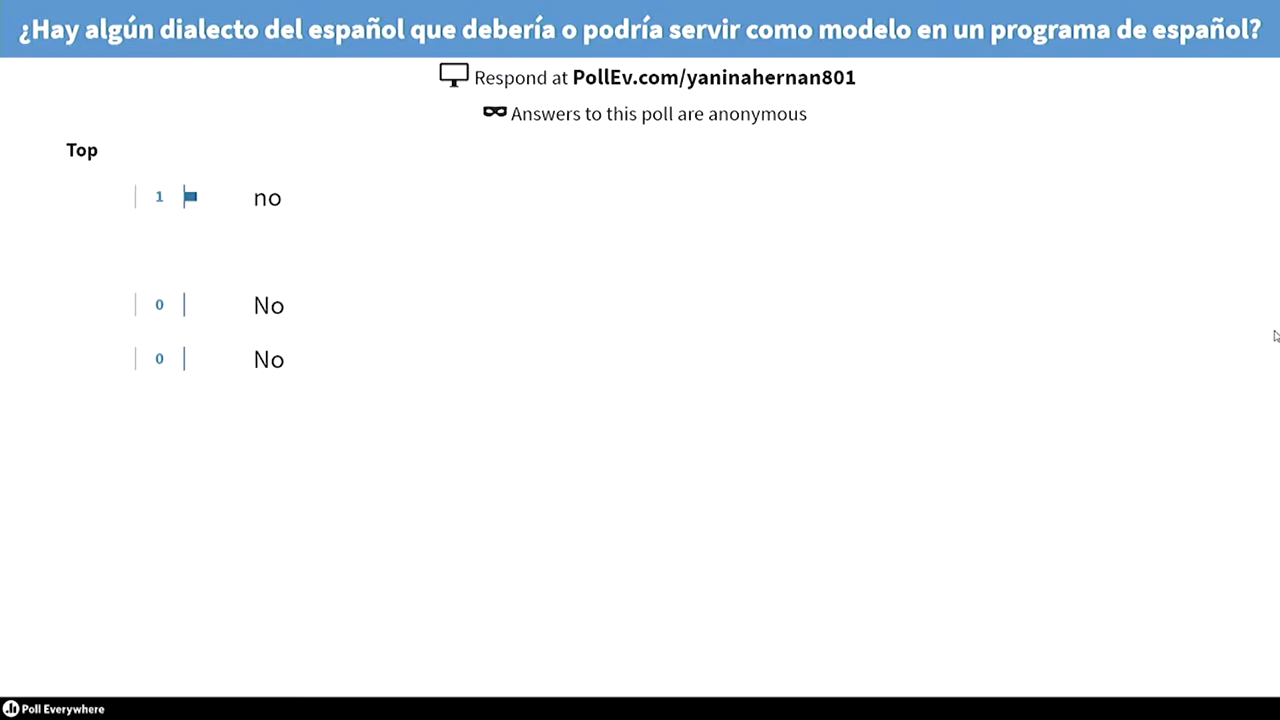 ¿Hay algún dialecto del español que debería o podría servir como modelo en un programa de español?
Respond at PollEv.com/yaninahernan801
Answers to this poll are anonymous
Top
1 no
0 No
0 No
Poll Everywhere